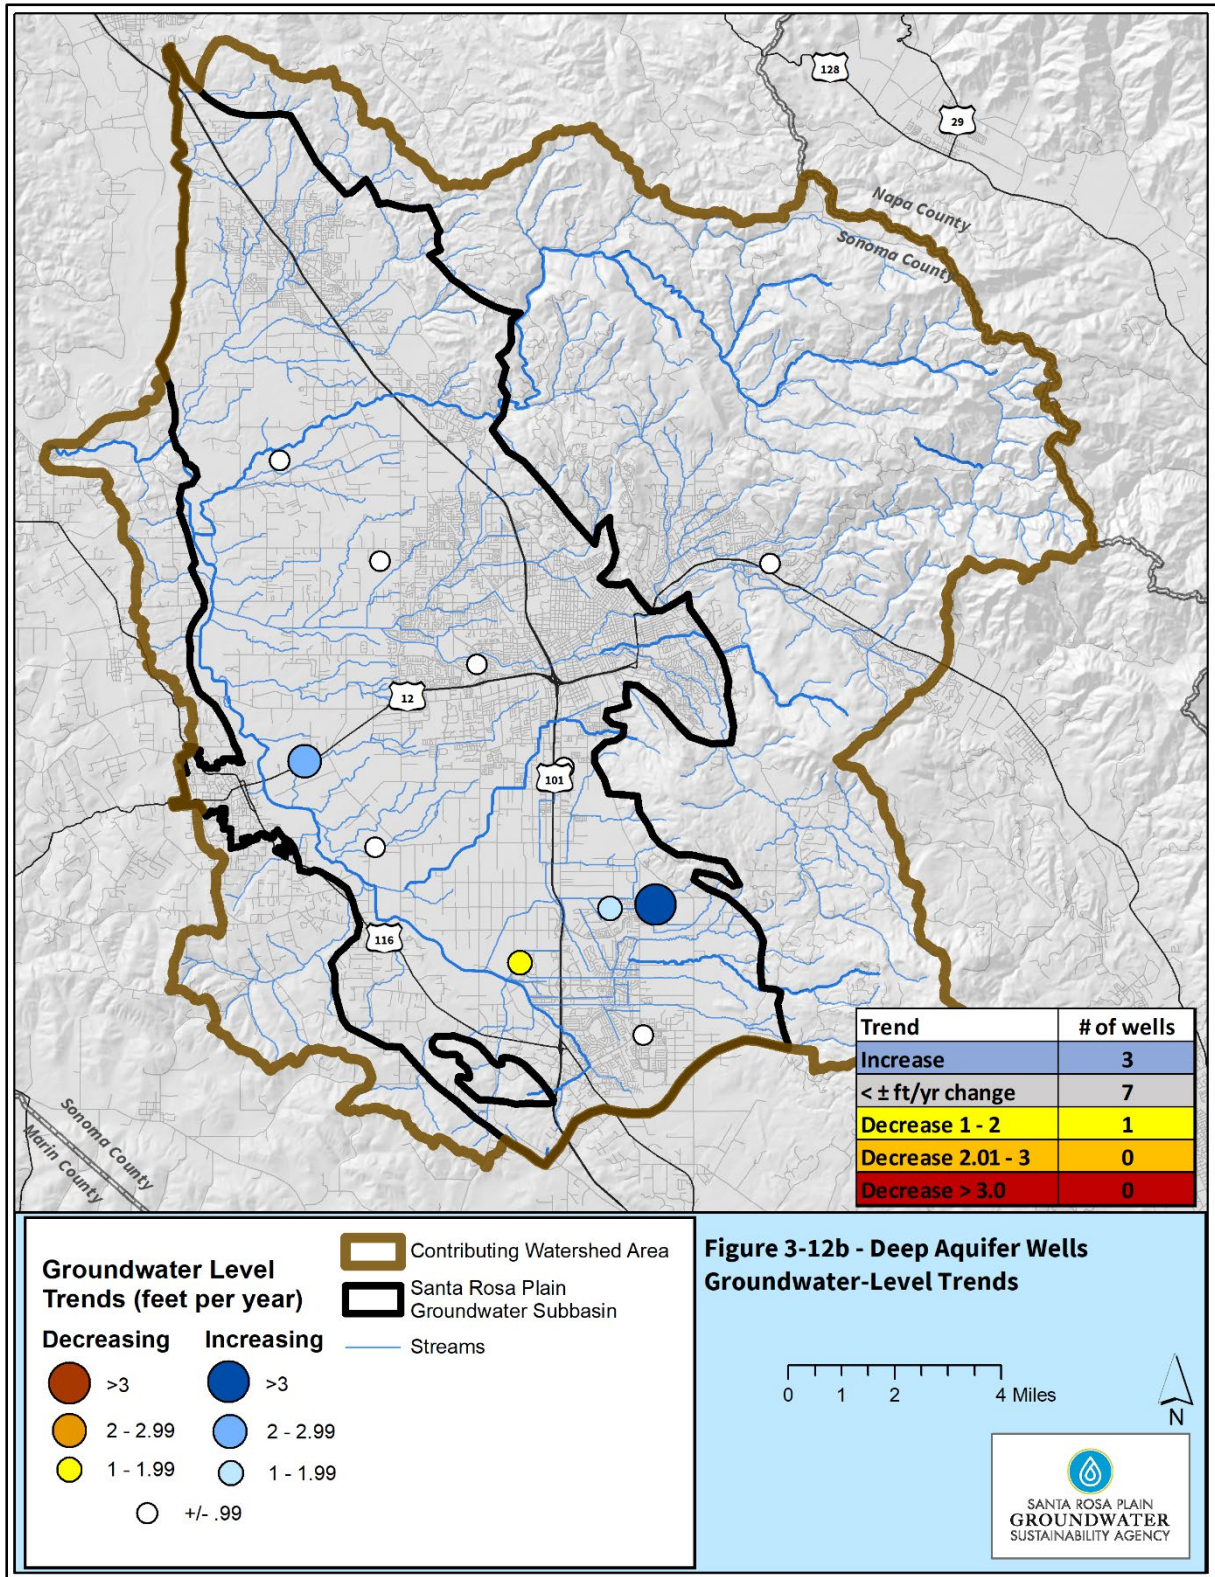 128
29
Napa County
Sonoma County
12
101
116
Sonoma County
Marin County
Trend # of wells
Increase 3
< ± ft/yr change 7
Decrease 1 - 2 1
Decrease 2.01 - 3 0
Decrease > 3.0 0
Groundwater Level
Trends (feet per year)
Decreasing Increasing
>3 >3
2 - 2.99 2 - 2.99
1 - 1.99 1 - 1.99
+/- .99
Contributing Watershed Area
Santa Rosa Plain
Groundwater Subbasin
Streams
Figure 3-12b - Deep Aquifer Wells
Groundwater-Level Trends
0 1 2 4 Miles
N
SANTA ROSA PLAIN
GROUNDWATER
SUSTAINABILITY AGENCY